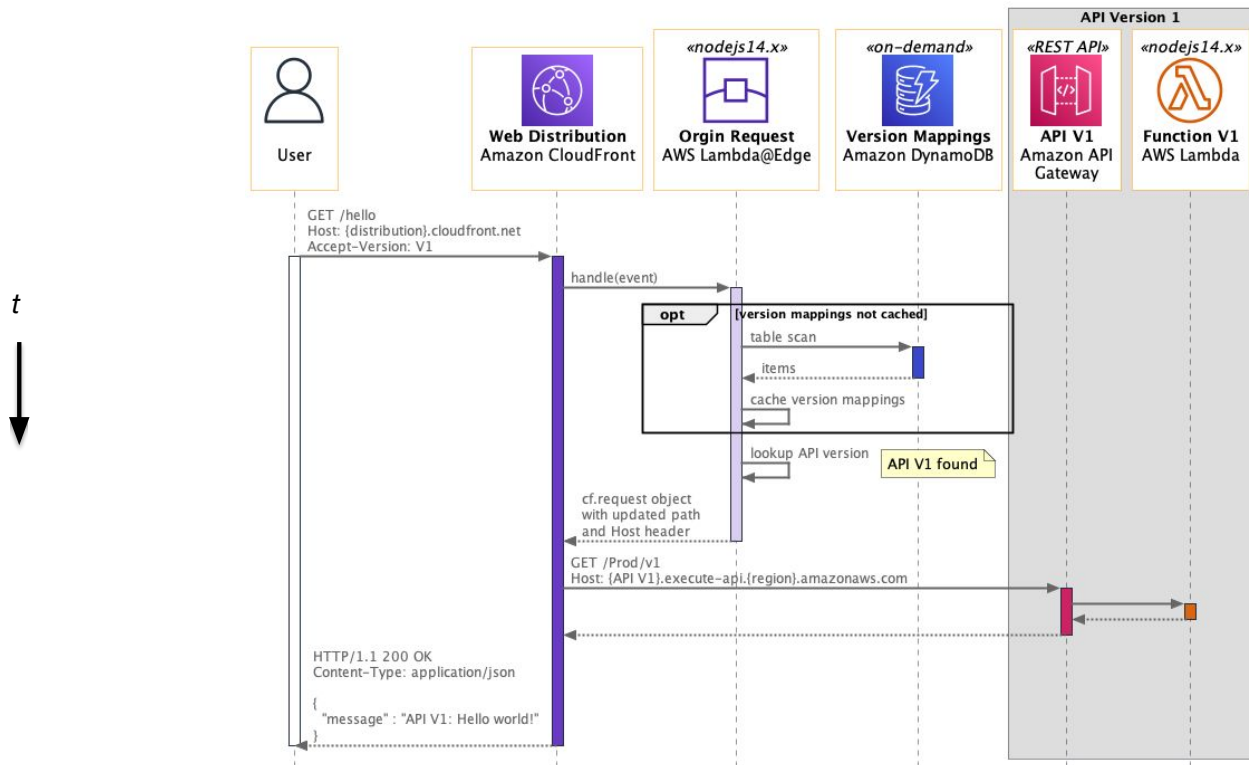 API Version 1
«nodejs14.x»
«on-demand»
«REST API»
«nodejs14.x»
User
Web Distribution
Amazon CloudFront
Orgin Request
AWS Lambda@Edge
Version Mappings
Amazon DynamoDB
API V1
Amazon API
Gateway
Function V1
AWS Lambda
GET /hello
Host: {distribution}.cloudfront.net
Accept-Version: V1
handle(event)
t
opt
[version mappings not cached]
table scan
items
cache version mappings
lookup API version
API V1 found
cf.request object
with updated path
and Host header
GET /Prod/v1
Host: {API V1}.execute-api.{region}.amazonaws.com
HTTP/1.1 200 OK
Content-Type: application/json
{
"message" : "API V1: Hello world!"
}